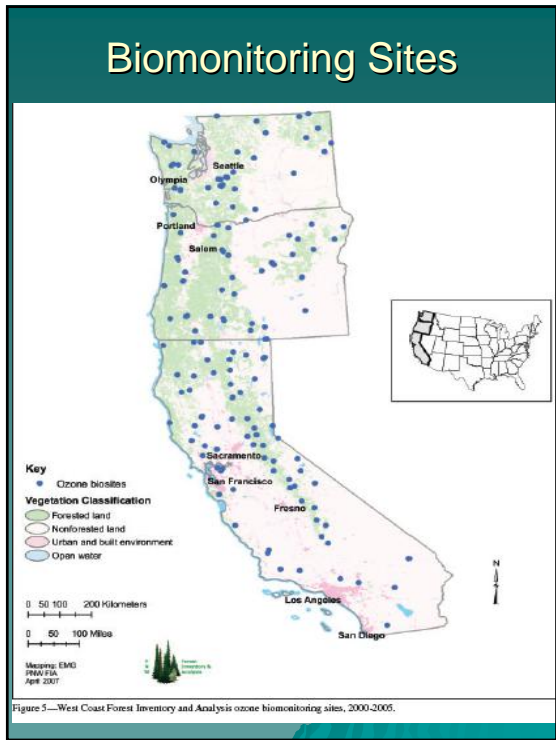 Biomonitoring Sites
Seattle
Olympia
Portland
Salem
Sacramento
San Francisco
Fresno
Los Angeles
San Diego
Key
Ozone biosites
Vegetation Classification
Forested land
Nonforested land
Urban and built environment
Open water
N
0 50 100 200 Kilometers
0 50 100 Miles
Mapping: EMG
PNW FIA
April 2007
Forest
Inventory &
Analysis
Figure 5—West Coast Forest Inventory and Analysis ozone biomonitoring sites, 2000-2005.